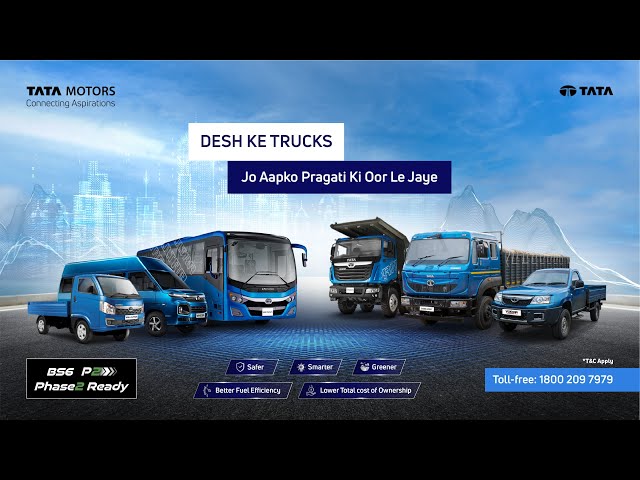 TATA MOTORS
Connecting Aspirations
TATA
DESH KE TRUCKS
Jo Aapko Pragati Ki Oor Le Jaye
BS6 P2
Phase2 Ready
Safer
Smarter
Greener
Better Fuel Efficiency
Lower Total cost of Ownership
*T&C Apply
Toll-free: 1800 209 7979